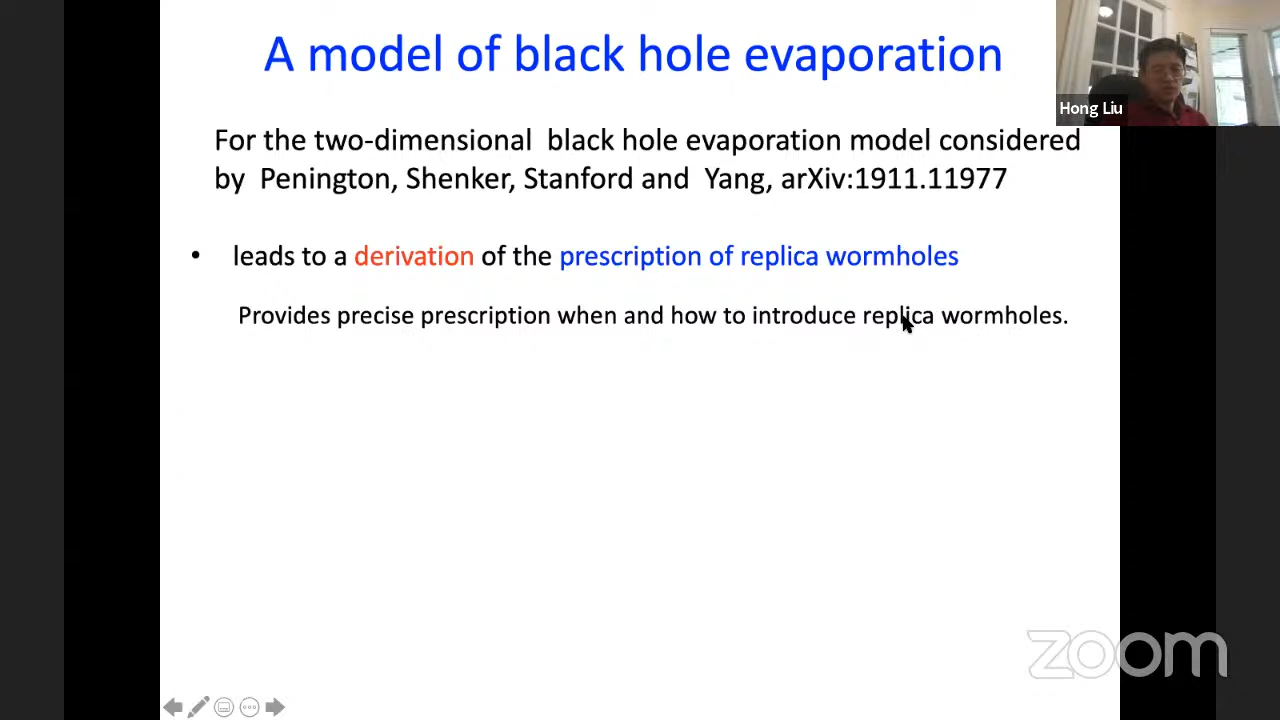 A model of black hole evaporation
Hong Liu
For the two-dimensional black hole evaporation model considered
by Penington, Shenker, Stanford and Yang, arXiv:1911.11977
• leads to a derivation of the prescription of replica wormholes
Provides precise prescription when and how to introduce replica wormholes.
zoom